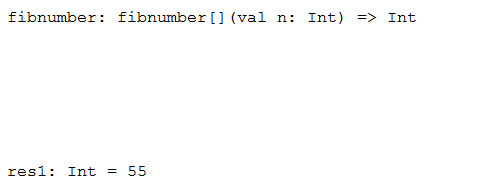 fibnumber: fibnumber[](val n: Int) => Int
res1: Int = 55